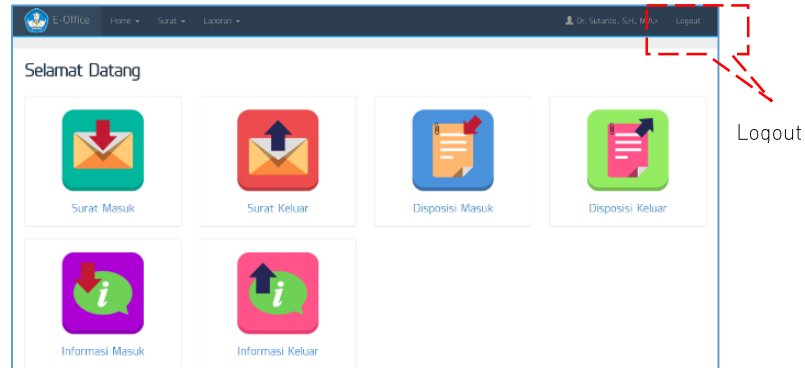 E-Office Home Surat Laporan Dr. Sutanto, S.H., M.A. Logout
Selamat Datang
Logout
Surat Masuk Surat Keluar Disposisi Masuk Disposisi Keluar
Informasi Masuk Informasi Keluar